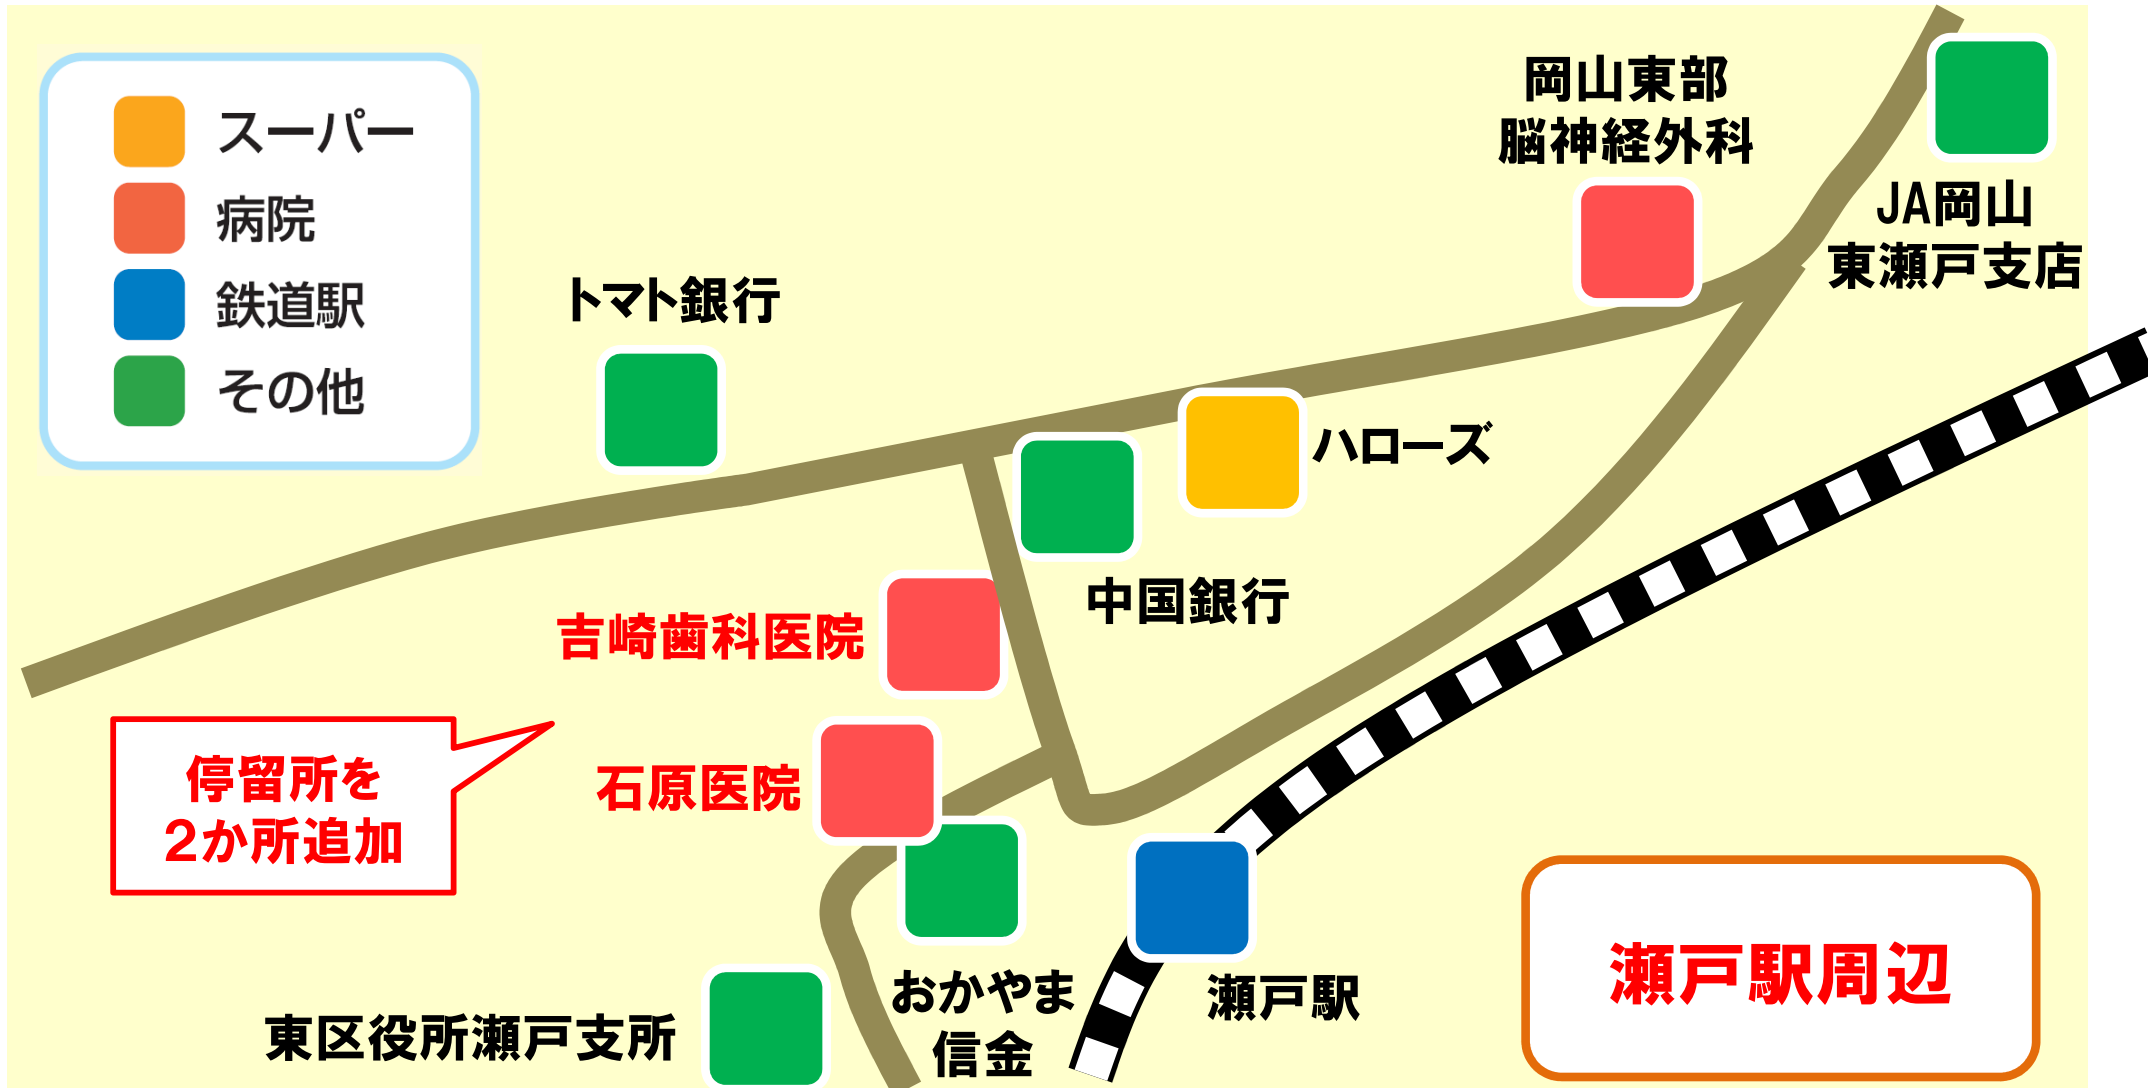 スーパー
病院
鉄道駅
その他
岡山東部
脳神経外科
JA岡山
東瀬戸支店
トマト銀行
ハローズ
中国銀行
吉崎歯科医院
石原医院
停留所を
２か所追加
おかやま
信金
瀬戸駅
東区役所瀬戸支所
瀬戸駅周辺